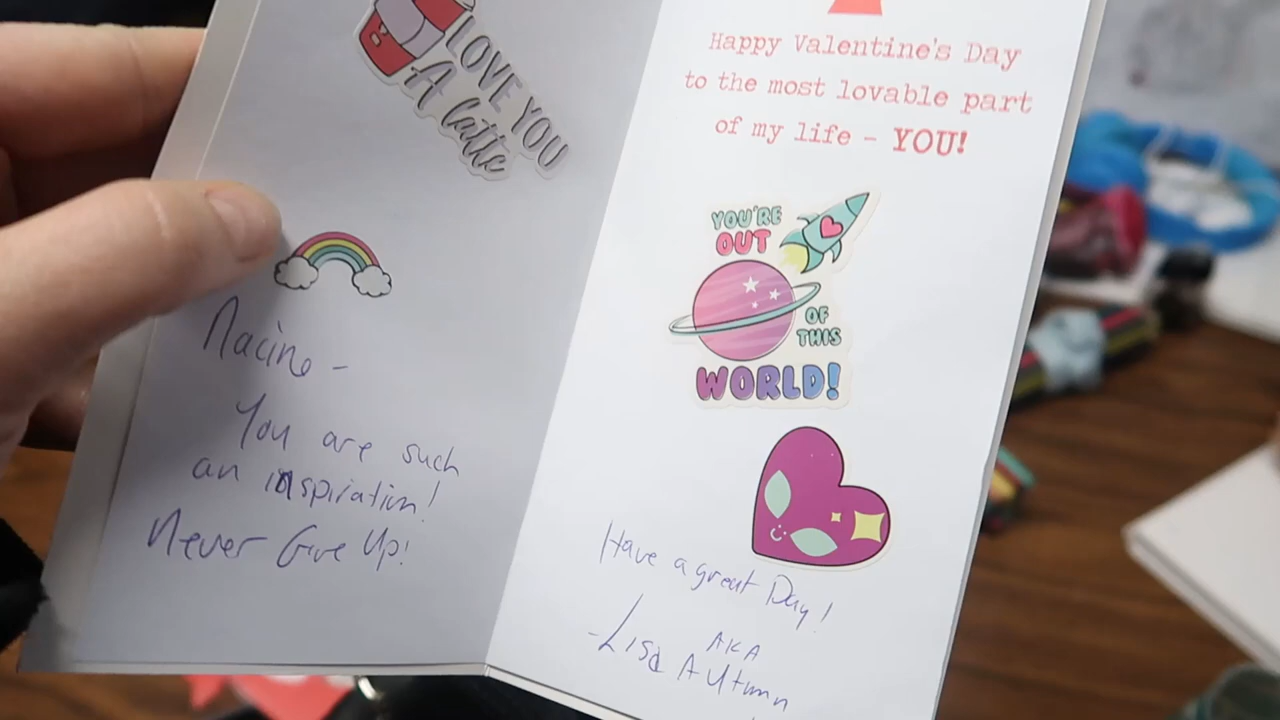 LOVE YOU
A latte
Nacine -
You are such
an inspiration!
Never Give Up!
Happy Valentine's Day
to the most lovable part
of my life - YOU!
YOU'RE
OUT
OF
THIS
WORLD!
Have a great Day!
-Lisa AKA
Autumn